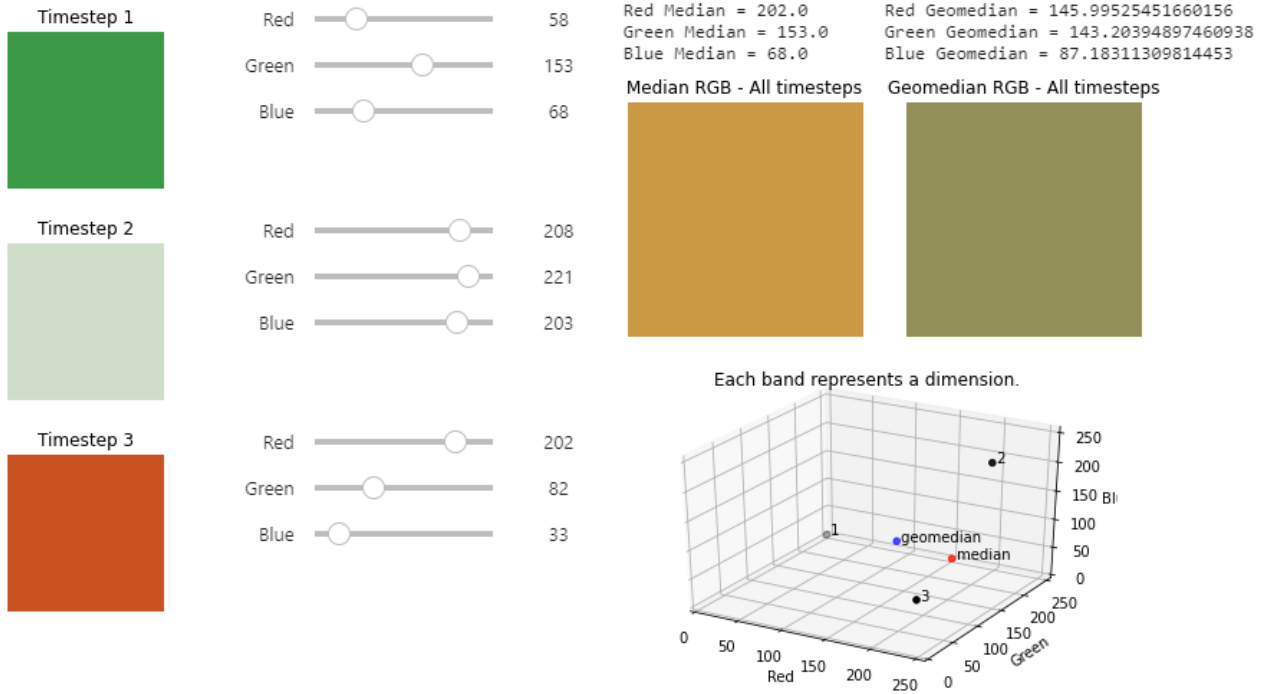 Timestep 1
Red 58
Green 153
Blue 68
Timestep 2
Red 208
Green 221
Blue 203
Timestep 3
Red 202
Green 82
Blue 33
Red Median = 202.0
Green Median = 153.0
Blue Median = 68.0
Red Geomedian = 145.99525451660156
Green Geomedian = 143.20394897460938
Blue Geomedian = 87.18311309814453
Median RGB - All timesteps
Geomedian RGB - All timesteps
Each band represents a dimension.
1
2
3
geomedian
median
0 50 100 150 200 250
Red
0 50 100 150 200 250
Green
250
200
150
100
50
0